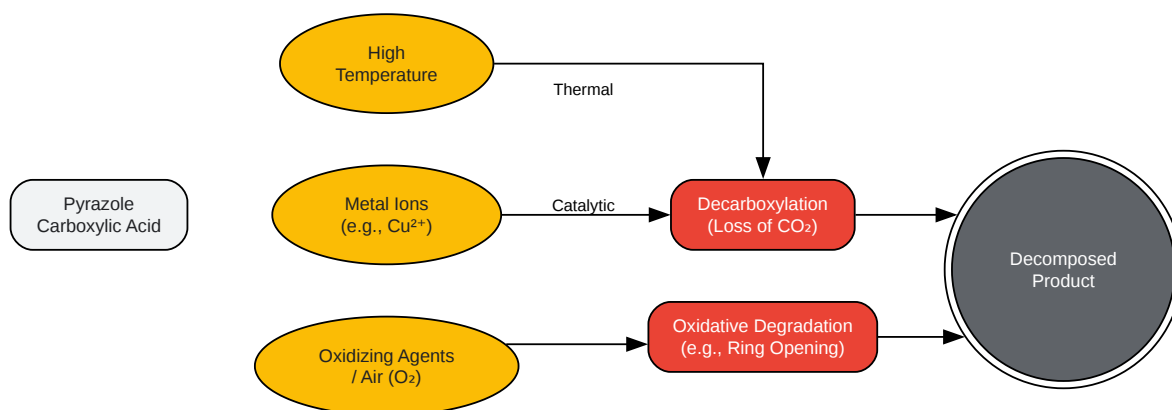 High
Temperature
Thermal
Pyrazole
Carboxylic Acid
Metal Ions
(e.g., Cu²⁺)
Catalytic
Decarboxylation
(Loss of CO₂)
Decomposed
Product
Oxidizing Agents
/ Air (O₂)
Oxidative Degradation
(e.g., Ring Opening)